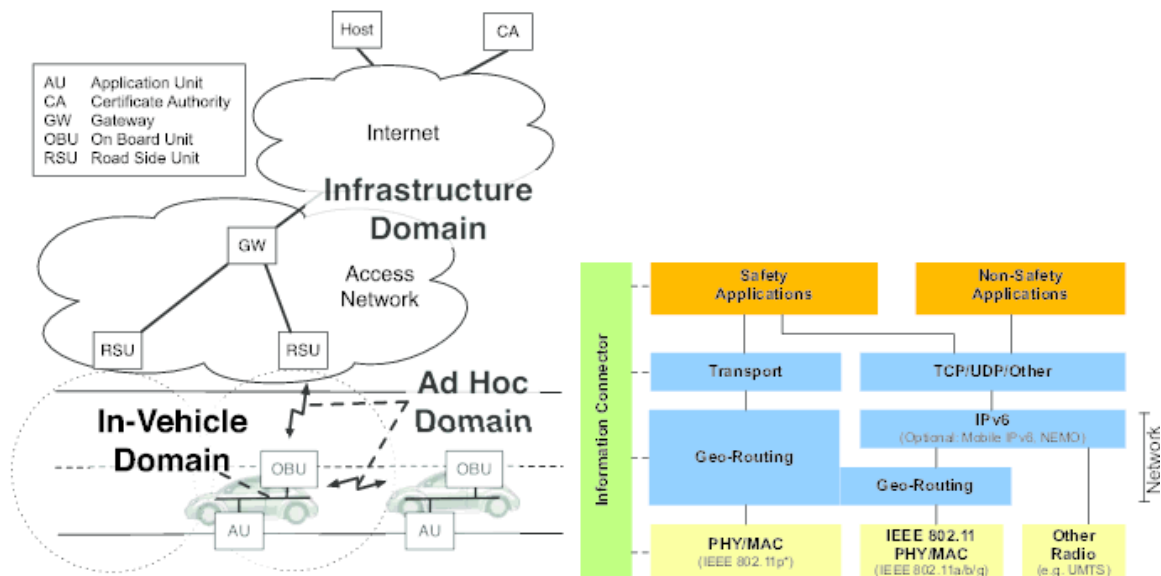 Host
CA
AU Application Unit
CA Certificate Authority
GW Gateway
OBU On Board Unit
RSU Road Side Unit
Internet
Infrastructure
Domain
GW
Access
Network
RSU
RSU
Ad Hoc
Domain
In-Vehicle
Domain
OBU
OBU
AU
AU
Information Connector
Safety
Applications
Non-Safety
Applications
Transport
TCP/UDP/Other
IPv6
(Optional: Mobile IPv6, NEMO)
Geo-Routing
Geo-Routing
Network
PHY/MAC
(IEEE 802.11p*)
IEEE 802.11
PHY/MAC
(IEEE 802.11a/b/g)
Other
Radio
(e.g. UMTS)